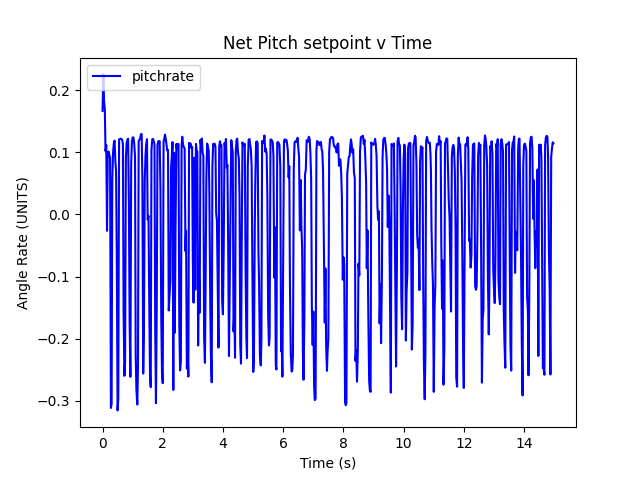 Net Pitch setpoint v Time
pitchrate
Angle Rate (UNITS)
0.2
0.1
0.0
−0.1
−0.2
−0.3
0 2 4 6 8 10 12 14
Time (s)